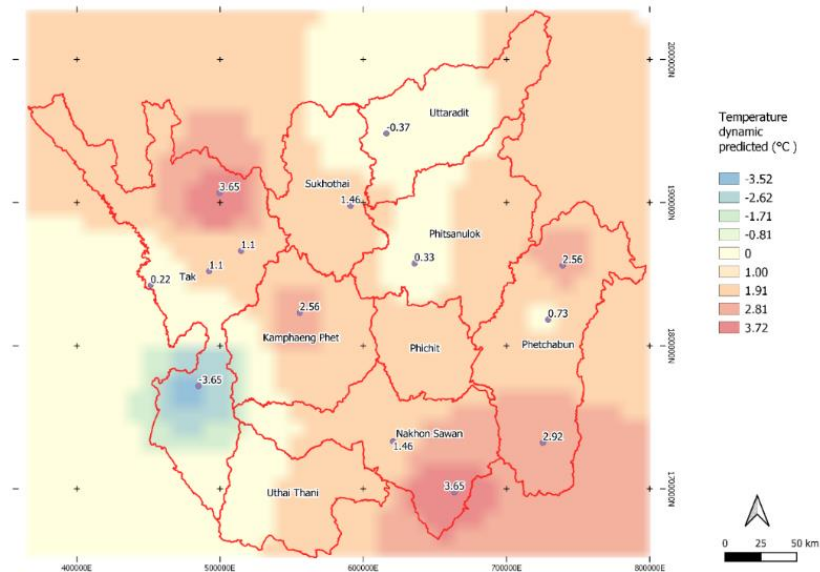 2000000N
Uttaradit
-0.37
3.65
Sukhothai
1.46
1900000N
Phitsanulok
1.1
0.33
2.56
1.1
Tak
0.22
2.56
0.73
Kamphaeng Phet
Phichit
Phetchabun
1800000N
-3.65
Nakhon Sawan
1.46
2.92
Uthai Thani
3.65
1700000N
400000E 500000E 600000E 700000E 800000E
Temperature
dynamic
predicted (°C )
-3.52
-2.62
-1.71
-0.81
0
1.00
1.91
2.81
3.72
0 25 50 km